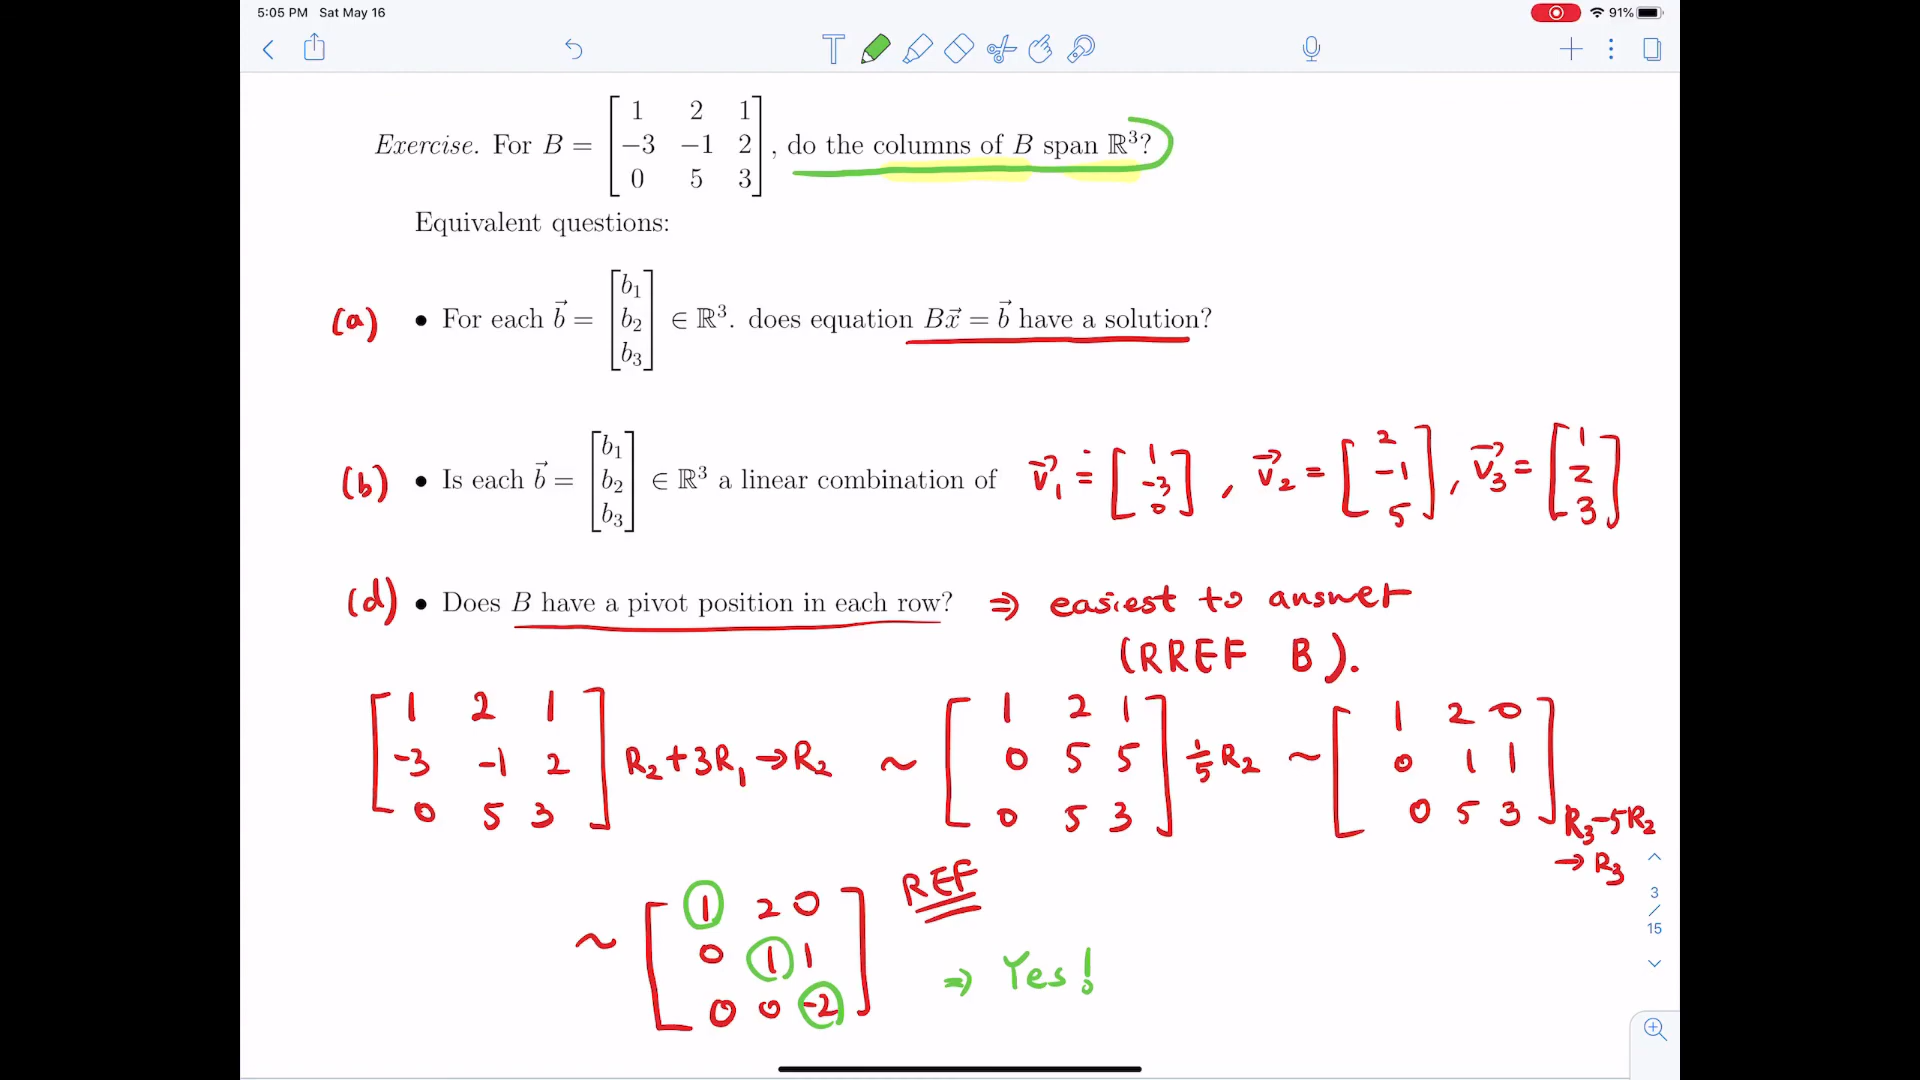 5:05 PM Sat May 16
91%
T
Exercise. For B = [1 2 1; −3 −1 2; 0 5 3], do the columns of B span ℝ³?
Equivalent questions:
(a) • For each b⃗ = [b₁; b₂; b₃] ∈ ℝ³. does equation Bx⃗ = b⃗ have a solution?
(b) • Is each b⃗ = [b₁; b₂; b₃] ∈ ℝ³ a linear combination of v⃗₁ = [1; -3; 0], v⃗₂ = [2; -1; 5], v⃗₃ = [1; 2; 3]
(d) • Does B have a pivot position in each row? ⇒ easiest to answer
(RREF B).
[1 2 1; -3 -1 2; 0 5 3] R₂+3R₁→R₂ ~ [1 2 1; 0 5 5; 0 5 3] 1/5 R₂ ~ [1 2 0; 0 1 1; 0 5 3] R₃-5R₂ → R₃
~ [1 2 0; 0 1 1; 0 0 -2] REF
⇒ Yes!
3 / 15